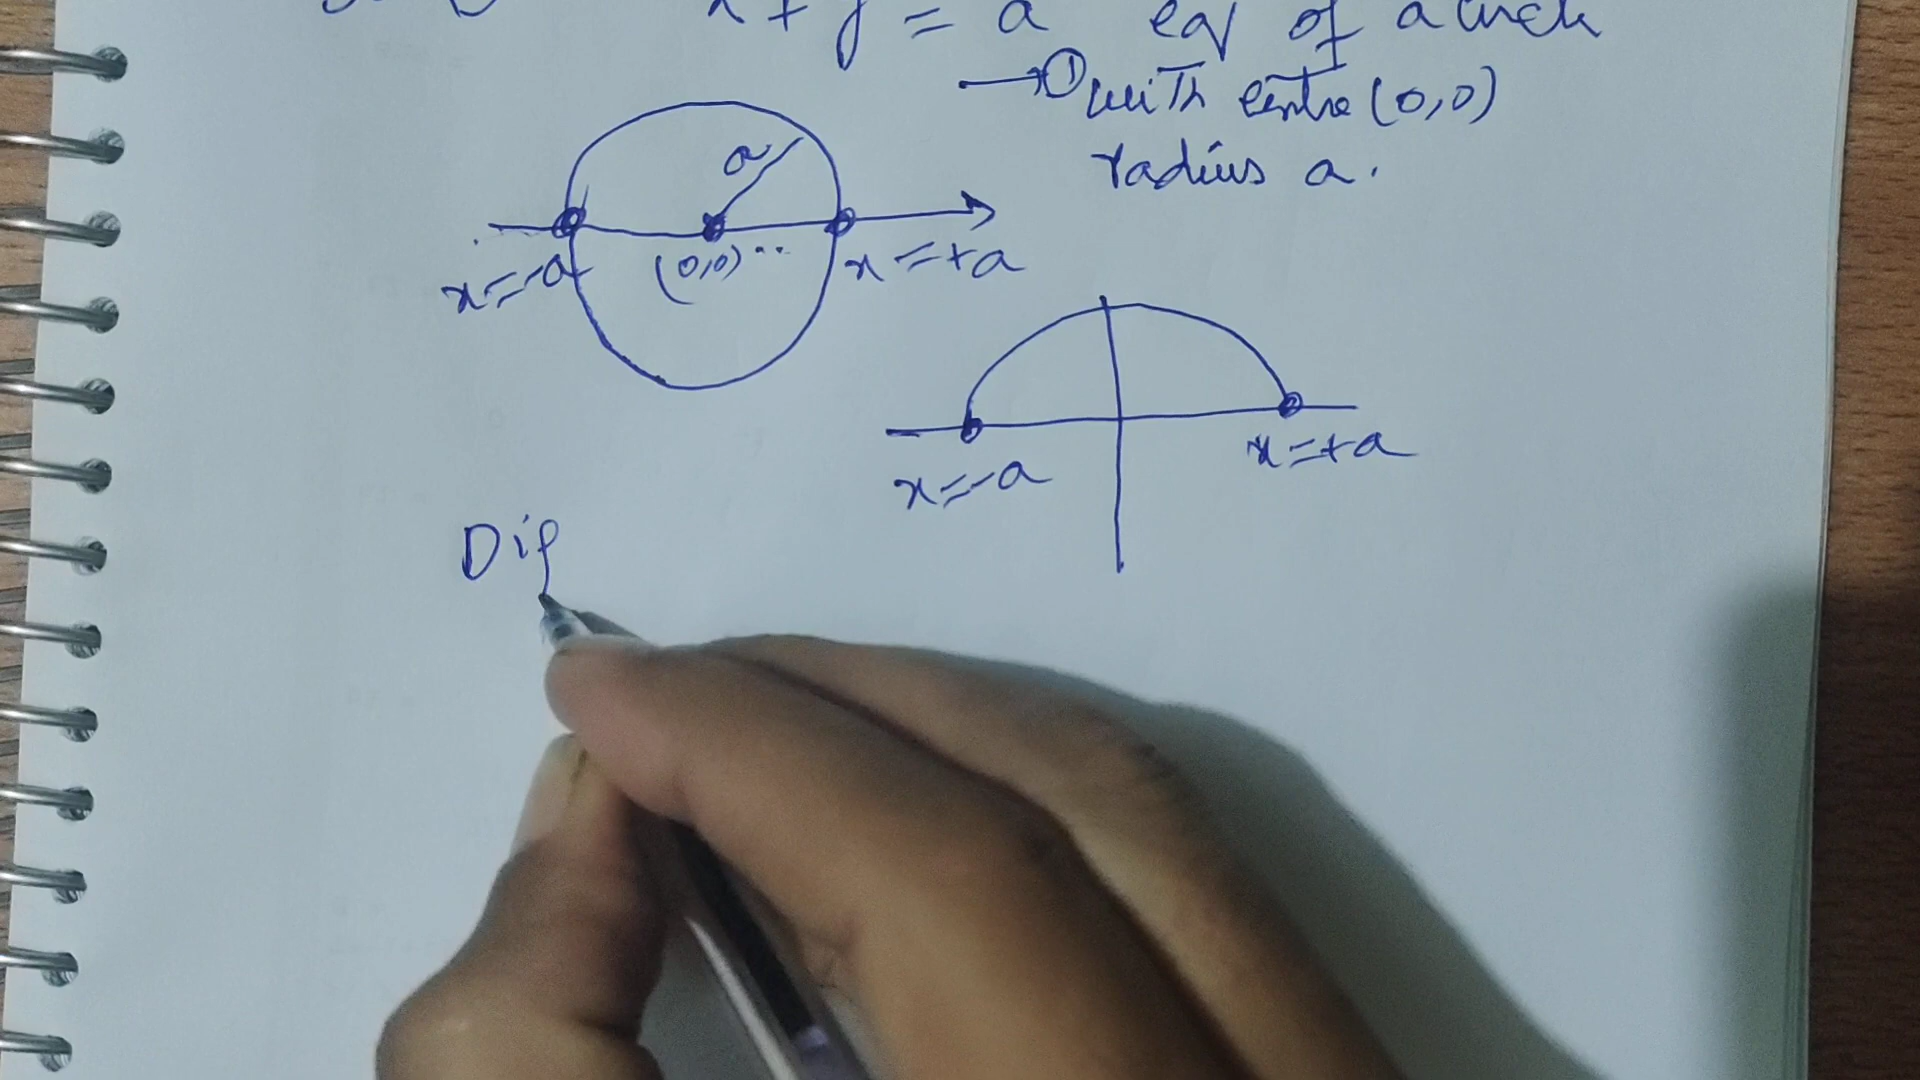 x + y = a eq of a circle
→ ① with centre (0,0)
radius a.
a
(0,0)
x = -a
x = +a
x = -a
x = +a
Dif